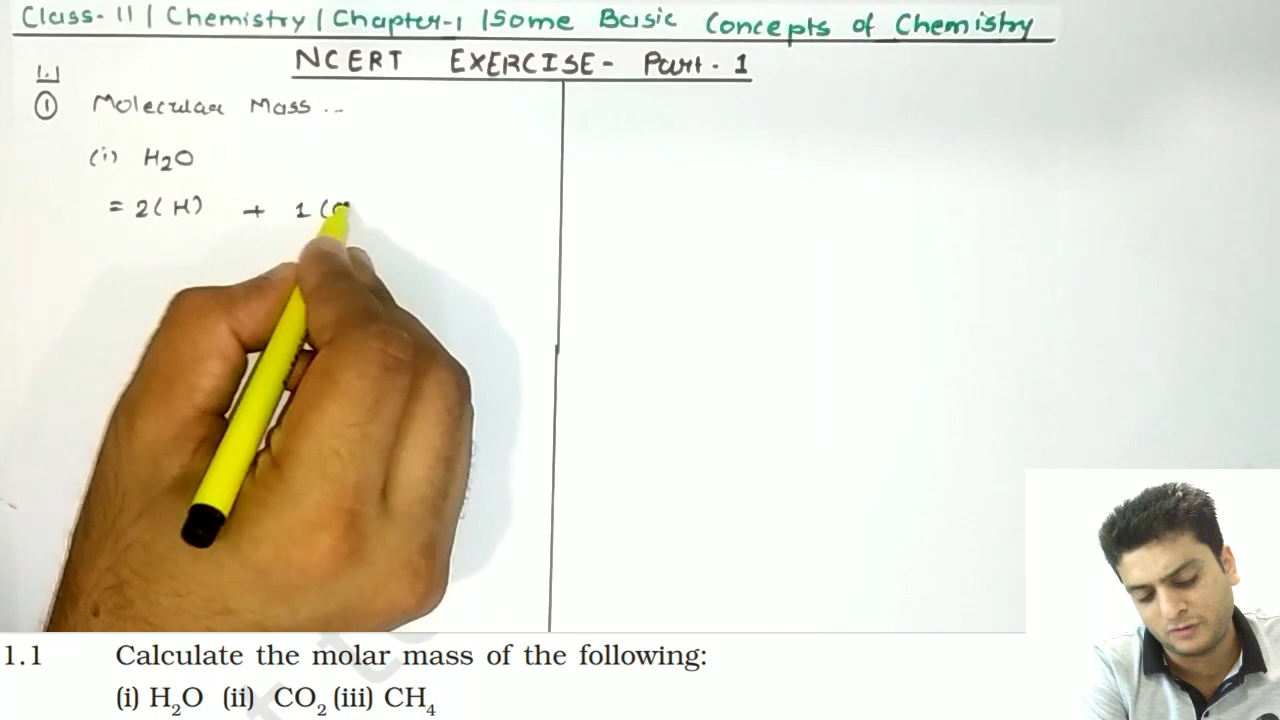 Class-11 | Chemistry | Chapter-1 | Some Basic Concepts of Chemistry
NCERT EXERCISE- Part-1
1.1
① Molecular Mass ...
(i) H₂O
= 2(H) + 1(
1.1 Calculate the molar mass of the following:
(i) H₂O (ii) CO₂ (iii) CH₄